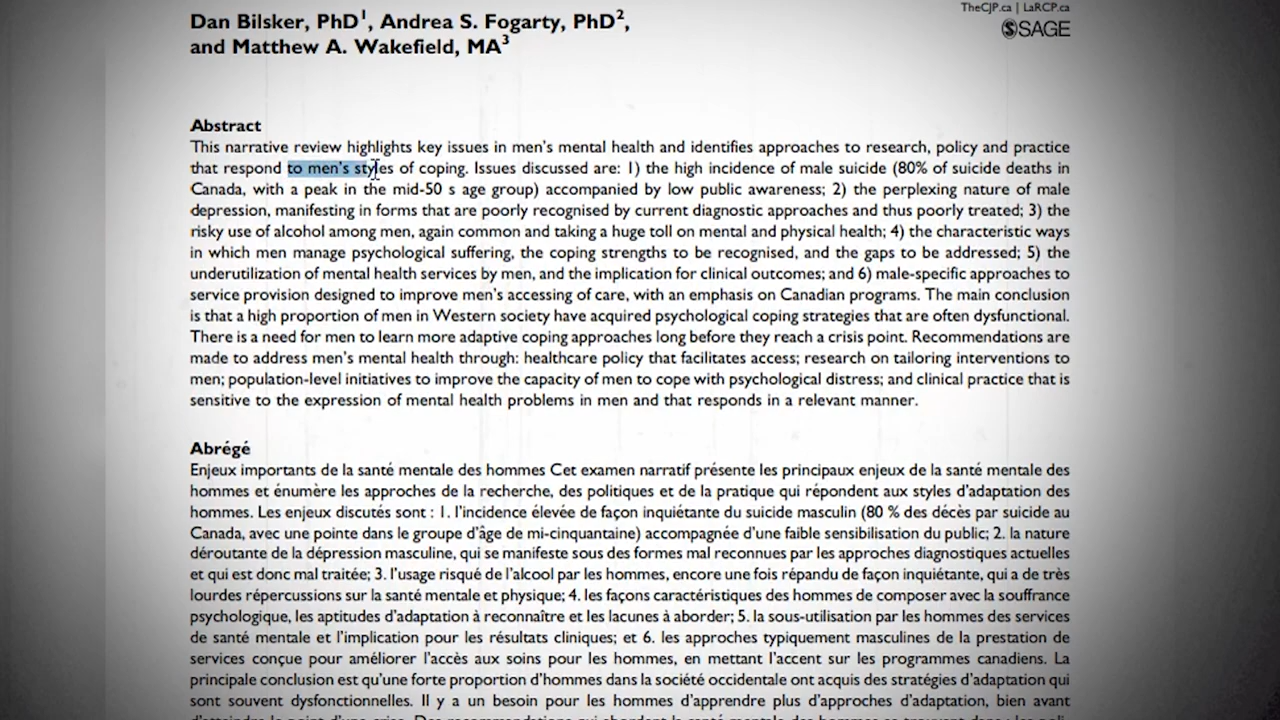 Dan Bilsker, PhD1, Andrea S. Fogarty, PhD2,
and Matthew A. Wakefield, MA3
TheCJP.ca | LaRCP.ca
SAGE
Abstract
This narrative review highlights key issues in men's mental health and identifies approaches to research, policy and practice
that respond to men's styles of coping. Issues discussed are: 1) the high incidence of male suicide (80% of suicide deaths in
Canada, with a peak in the mid-50 s age group) accompanied by low public awareness; 2) the perplexing nature of male
depression, manifesting in forms that are poorly recognised by current diagnostic approaches and thus poorly treated; 3) the
risky use of alcohol among men, again common and taking a huge toll on mental and physical health; 4) the characteristic ways
in which men manage psychological suffering, the coping strengths to be recognised, and the gaps to be addressed; 5) the
underutilization of mental health services by men, and the implication for clinical outcomes; and 6) male-specific approaches to
service provision designed to improve men's accessing of care, with an emphasis on Canadian programs. The main conclusion
is that a high proportion of men in Western society have acquired psychological coping strategies that are often dysfunctional.
There is a need for men to learn more adaptive coping approaches long before they reach a crisis point. Recommendations are
made to address men's mental health through: healthcare policy that facilitates access; research on tailoring interventions to
men; population-level initiatives to improve the capacity of men to cope with psychological distress; and clinical practice that is
sensitive to the expression of mental health problems in men and that responds in a relevant manner.
Abrégé
Enjeux importants de la santé mentale des hommes Cet examen narratif présente les principaux enjeux de la santé mentale des
hommes et énumère les approches de la recherche, des politiques et de la pratique qui répondent aux styles d'adaptation des
hommes. Les enjeux discutés sont : 1. l'incidence élevée de façon inquiétante du suicide masculin (80 % des décès par suicide au
Canada, avec une pointe dans le groupe d'âge de mi-cinquantaine) accompagnée d'une faible sensibilisation du public; 2. la nature
déroutante de la dépression masculine, qui se manifeste sous des formes mal reconnues par les approches diagnostiques actuelles
et qui est donc mal traitée; 3. l'usage risqué de l'alcool par les hommes, encore une fois répandu de façon inquiétante, qui a de très
lourdes répercussions sur la santé mentale et physique; 4. les façons caractéristiques des hommes de composer avec la souffrance
psychologique, les aptitudes d'adaptation à reconnaître et les lacunes à aborder; 5. la sous-utilisation par les hommes des services
de santé mentale et l'implication pour les résultats cliniques; et 6. les approches typiquement masculines de la prestation de
services conçue pour améliorer l'accès aux soins pour les hommes, en mettant l'accent sur les programmes canadiens. La
principale conclusion est qu'une forte proportion d'hommes dans la société occidentale ont acquis des stratégies d'adaptation qui
sont souvent dysfonctionnelles. Il y a un besoin pour les hommes d'apprendre plus d'approches d'adaptation, bien avant